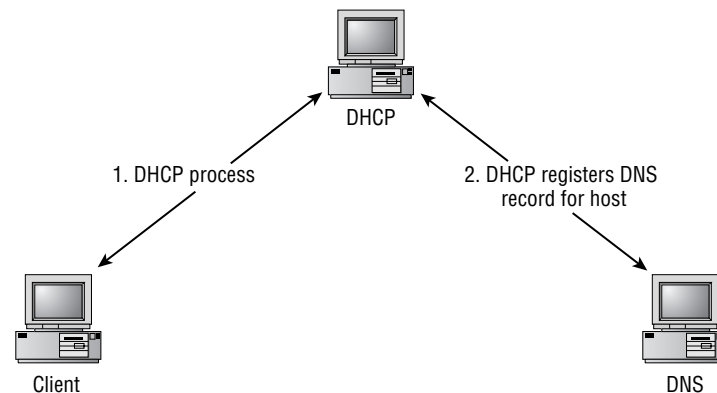 DHCP
1. DHCP process
2. DHCP registers DNS
record for host
Client
DNS